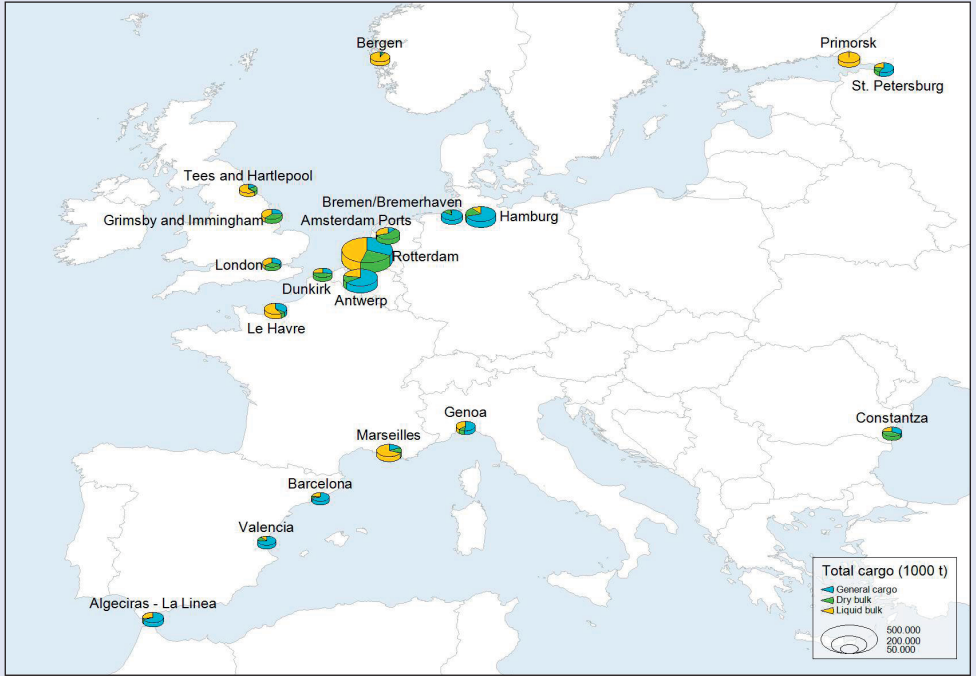 Bergen
Primorsk
St. Petersburg
Tees and Hartlepool
Bremen/Bremerhaven
Grimsby and Immingham
Amsterdam Ports
Hamburg
Rotterdam
London
Dunkirk
Antwerp
Le Havre
Genoa
Constantza
Marseilles
Barcelona
Valencia
Algeciras - La Linea
Total cargo (1000 t)
General cargo
Dry bulk
Liquid bulk
500.000
200.000
50.000